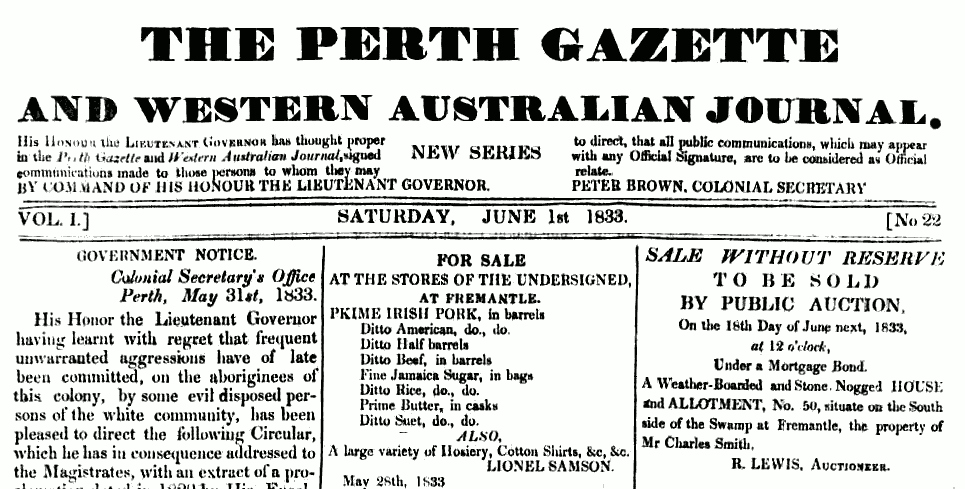 THE PERTH GAZETTE
AND WESTERN AUSTRALIAN JOURNAL.
His Honour the Lieutenant Governor has thought proper
in the Perth Gazette and Western Australian Journal, signed
communications made to those persons to whom they may
BY COMMAND OF HIS HONOUR THE LIEUTENANT GOVERNOR.
NEW SERIES
to direct, that all public communications, which may appear
with any Official Signature, are to be considered as Official
relate.
PETER BROWN, COLONIAL SECRETARY
VOL. I.]
SATURDAY, JUNE 1st 1833.
[No 22
GOVERNMENT NOTICE.
Colonial Secretary's Office
Perth, May 31st, 1833.
His Honor the Lieutenant Governor
having learnt with regret that frequent
unwarranted aggressions have of late
been committed, on the aboriginees of
this colony, by some evil disposed per-
sons of the white community, has been
pleased to direct the following Circular,
which he has in consequence addressed to
the Magistrates, with an extract of a pro-
FOR SALE
AT THE STORES OF THE UNDERSIGNED,
AT FREMANTLE.
PKIME IRISH PORK, in barrels
Ditto American, do., do.
Ditto Half barrels
Ditto Beef, in barrels
Fine Jamaica Sugar, in bags
Ditto Rice, do., do.
Prime Butter, in casks
Ditto Suet, do., do.
ALSO,
A large variety of Hosiery, Cotton Shirts, &c, &c.
LIONEL SAMSON.
May 28th, 1833
SALE WITHOUT RESERVE
TO BE SOLD
BY PUBLIC AUCTION,
On the 18th Day of June next, 1833,
at 12 o'clock,
Under a Mortgage Bond.
A Weather-Boarded and Stone Nogged HOUSE
and ALLOTMENT, No. 50, situate on the South
side of the Swamp at Fremantle, the property of
Mr Charles Smith,
R. LEWIS, Auctioneer.